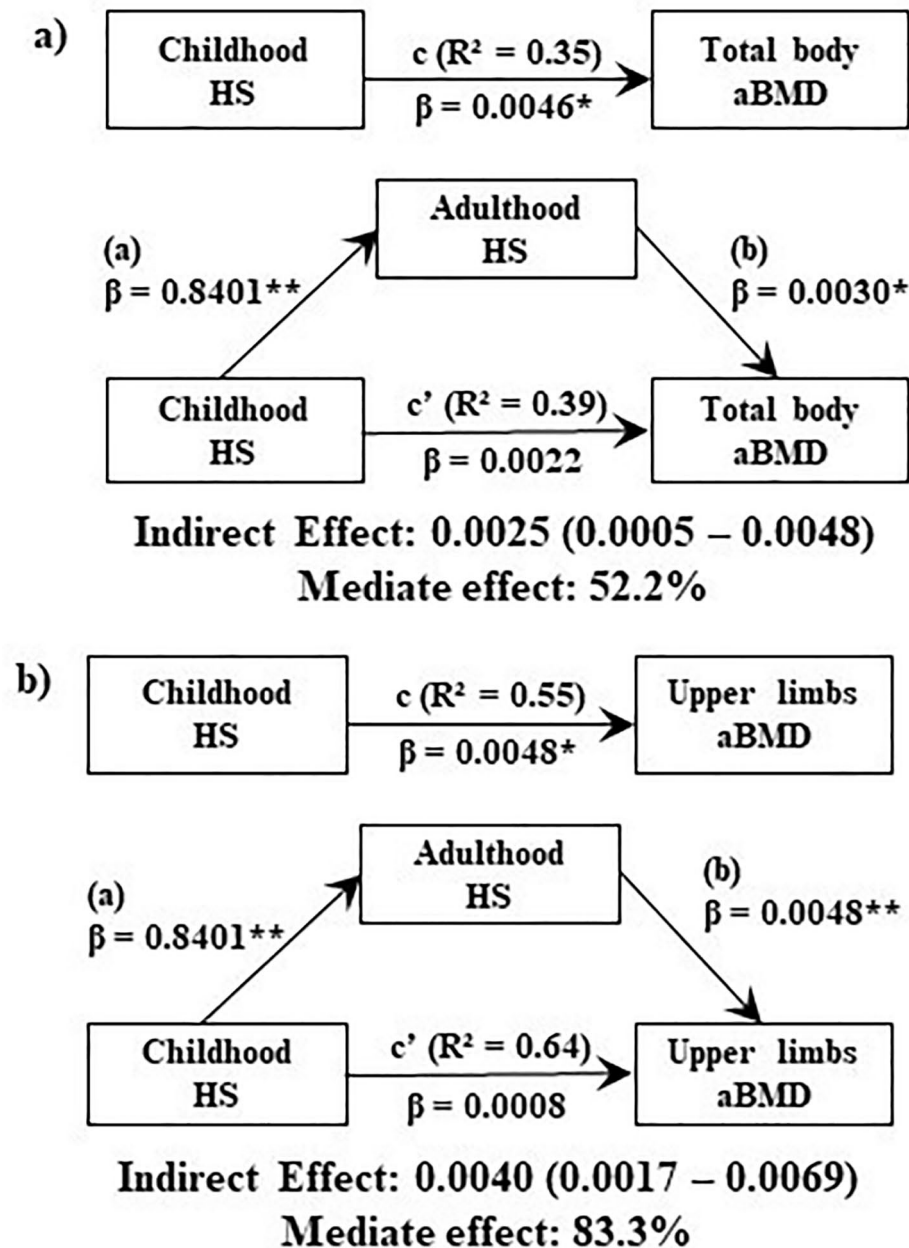 a)
Childhood
HS
c (R² = 0.35)
β = 0.0046*
Total body
aBMD
Adulthood
HS
(a)
β = 0.8401**
(b)
β = 0.0030*
Childhood
HS
c’ (R² = 0.39)
β = 0.0022
Total body
aBMD
Indirect Effect: 0.0025 (0.0005 – 0.0048)
Mediate effect: 52.2%
b)
Childhood
HS
c (R² = 0.55)
β = 0.0048*
Upper limbs
aBMD
Adulthood
HS
(a)
β = 0.8401**
(b)
β = 0.0048**
Childhood
HS
c’ (R² = 0.64)
β = 0.0008
Upper limbs
aBMD
Indirect Effect: 0.0040 (0.0017 – 0.0069)
Mediate effect: 83.3%